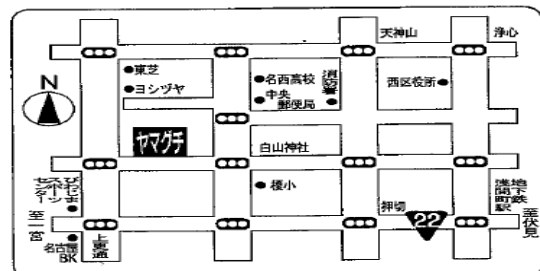 天神山
浄心
N
東芝
ヨシヅヤ
名西高校
中央
郵便局
消防署
西区役所
ヤマグチ
白山神社
榎小
びわじま
スポーツ
センター
至一宮
名古屋
BK
上更通
押切
22
地下鉄
浅間町駅
至伏見